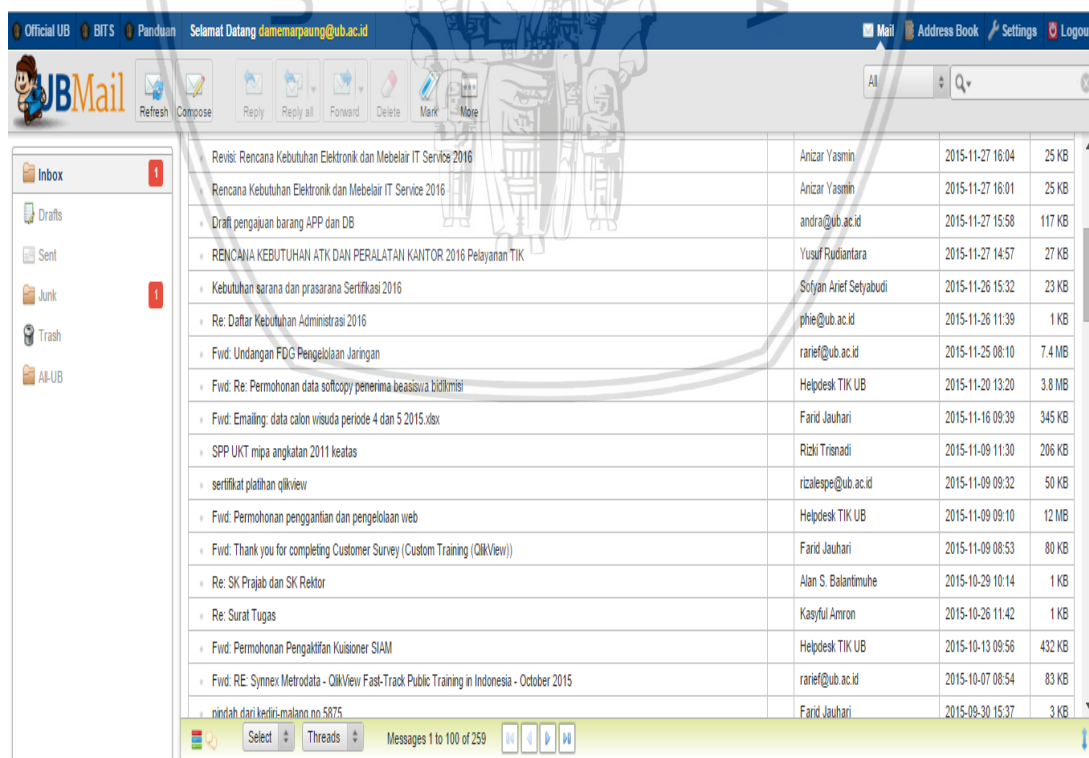 Official UB BITS Panduan Selamat Datang damemarpaung@ub.ac.id Mail Address Book Settings Logou
UBMail Refresh Compose Reply Reply all Forward Delete Mark More All
Inbox 1
Drafts
Sent
Junk 1
Trash
All-UB
Revisi: Rencana Kebutuhan Elektronik dan Mebelair IT Service 2016 Anizar Yasmin 2015-11-27 16:04 25 KB
Rencana Kebutuhan Elektronik dan Mebelair IT Service 2016 Anizar Yasmin 2015-11-27 16:01 25 KB
Draft pengajuan barang APP dan DB andra@ub.ac.id 2015-11-27 15:58 117 KB
RENCANA KEBUTUHAN ATK DAN PERALATAN KANTOR 2016 Pelayanan TIK Yusuf Rudiantara 2015-11-27 14:57 27 KB
Kebutuhan sarana dan prasarana Sertifikasi 2016 Sofyan Arief Setyabudi 2015-11-26 15:32 23 KB
Re: Daftar Kebutuhan Administrasi 2016 phie@ub.ac.id 2015-11-26 11:39 1 KB
Fwd: Undangan FDG Pengelolaan Jaringan rarief@ub.ac.id 2015-11-25 08:10 7.4 MB
Fwd: Re: Permohonan data softcopy penerima beasiswa bidikmisi Helpdesk TIK UB 2015-11-20 13:20 3.8 MB
Fwd: Emailing: data calon wisuda periode 4 dan 5 2015.xlsx Farid Jauhari 2015-11-16 09:39 345 KB
SPP UKT mipa angkatan 2011 keatas Rizki Trisnadi 2015-11-09 11:30 206 KB
sertifikat platihan qlikview rizalespe@ub.ac.id 2015-11-09 09:32 50 KB
Fwd: Permohonan penggantian dan pengelolaan web Helpdesk TIK UB 2015-11-09 09:10 12 MB
Fwd: Thank you for completing Customer Survey (Custom Training (QlikView)) Farid Jauhari 2015-11-09 08:53 80 KB
Re: SK Prajab dan SK Rektor Alan S. Balantimuhe 2015-10-29 10:14 1 KB
Re: Surat Tugas Kasyful Amron 2015-10-26 11:42 1 KB
Fwd: Permohonan Pengaktifan Kuisioner SIAM Helpdesk TIK UB 2015-10-13 09:56 432 KB
Fwd: RE: Synnex Metrodata - QlikView Fast-Track Public Training in Indonesia - October 2015 rarief@ub.ac.id 2015-10-07 08:54 83 KB
pindah dari kediri-malang no 5875 Farid Jauhari 2015-09-30 15:37 3 KB
Select Threads Messages 1 to 100 of 259